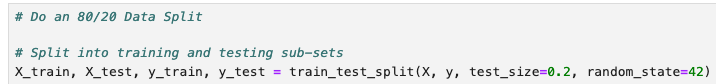 # Do an 80/20 Data Split
# Split into training and testing sub-sets
X_train, X_test, y_train, y_test = train_test_split(X, y, test_size=0.2, random_state=42)